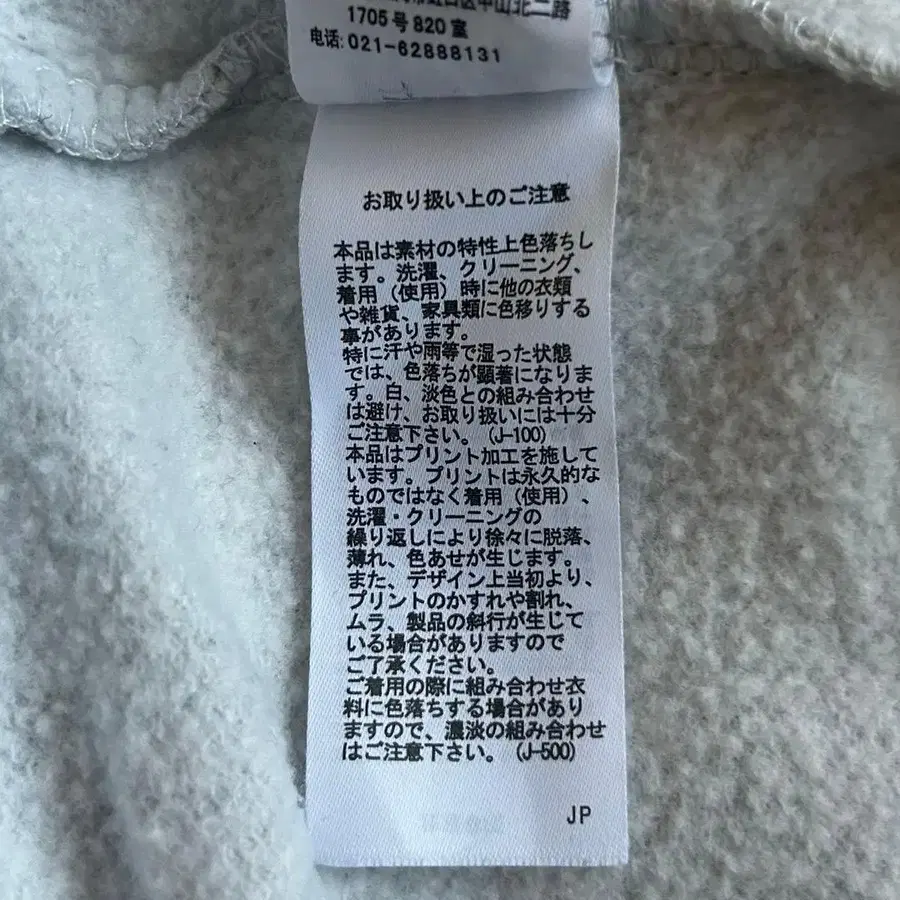 中山北二路
1705号820室
电话:021-62888131
お取り扱い上のご注意
本品は素材の特性上色落ちし
ます。洗濯、クリーニング、
着用（使用）時に他の衣類
や雑貨、家具類に色移りする
事があります。
特に汗や雨等で湿った状態
では、色落ちが顕著になりま
す。白、淡色との組み合わせ
は避け、お取り扱いには十分
ご注意下さい。（J-100）
本品はプリント加工を施して
います。プリントは永久的な
ものではなく着用（使用）、
洗濯・クリーニングの
繰り返しにより徐々に脱落、
薄れ、色あせが生じます。
また、デザイン上当初より、
プリントのかすれや割れ、
ムラ、製品の斜行が生じて
いる場合がありますので
ご了承ください。
ご着用の際に組み合わせ衣
料に色落ちする場合があり
ますので、濃淡の組み合わせ
はご注意下さい。（J-500）
JP